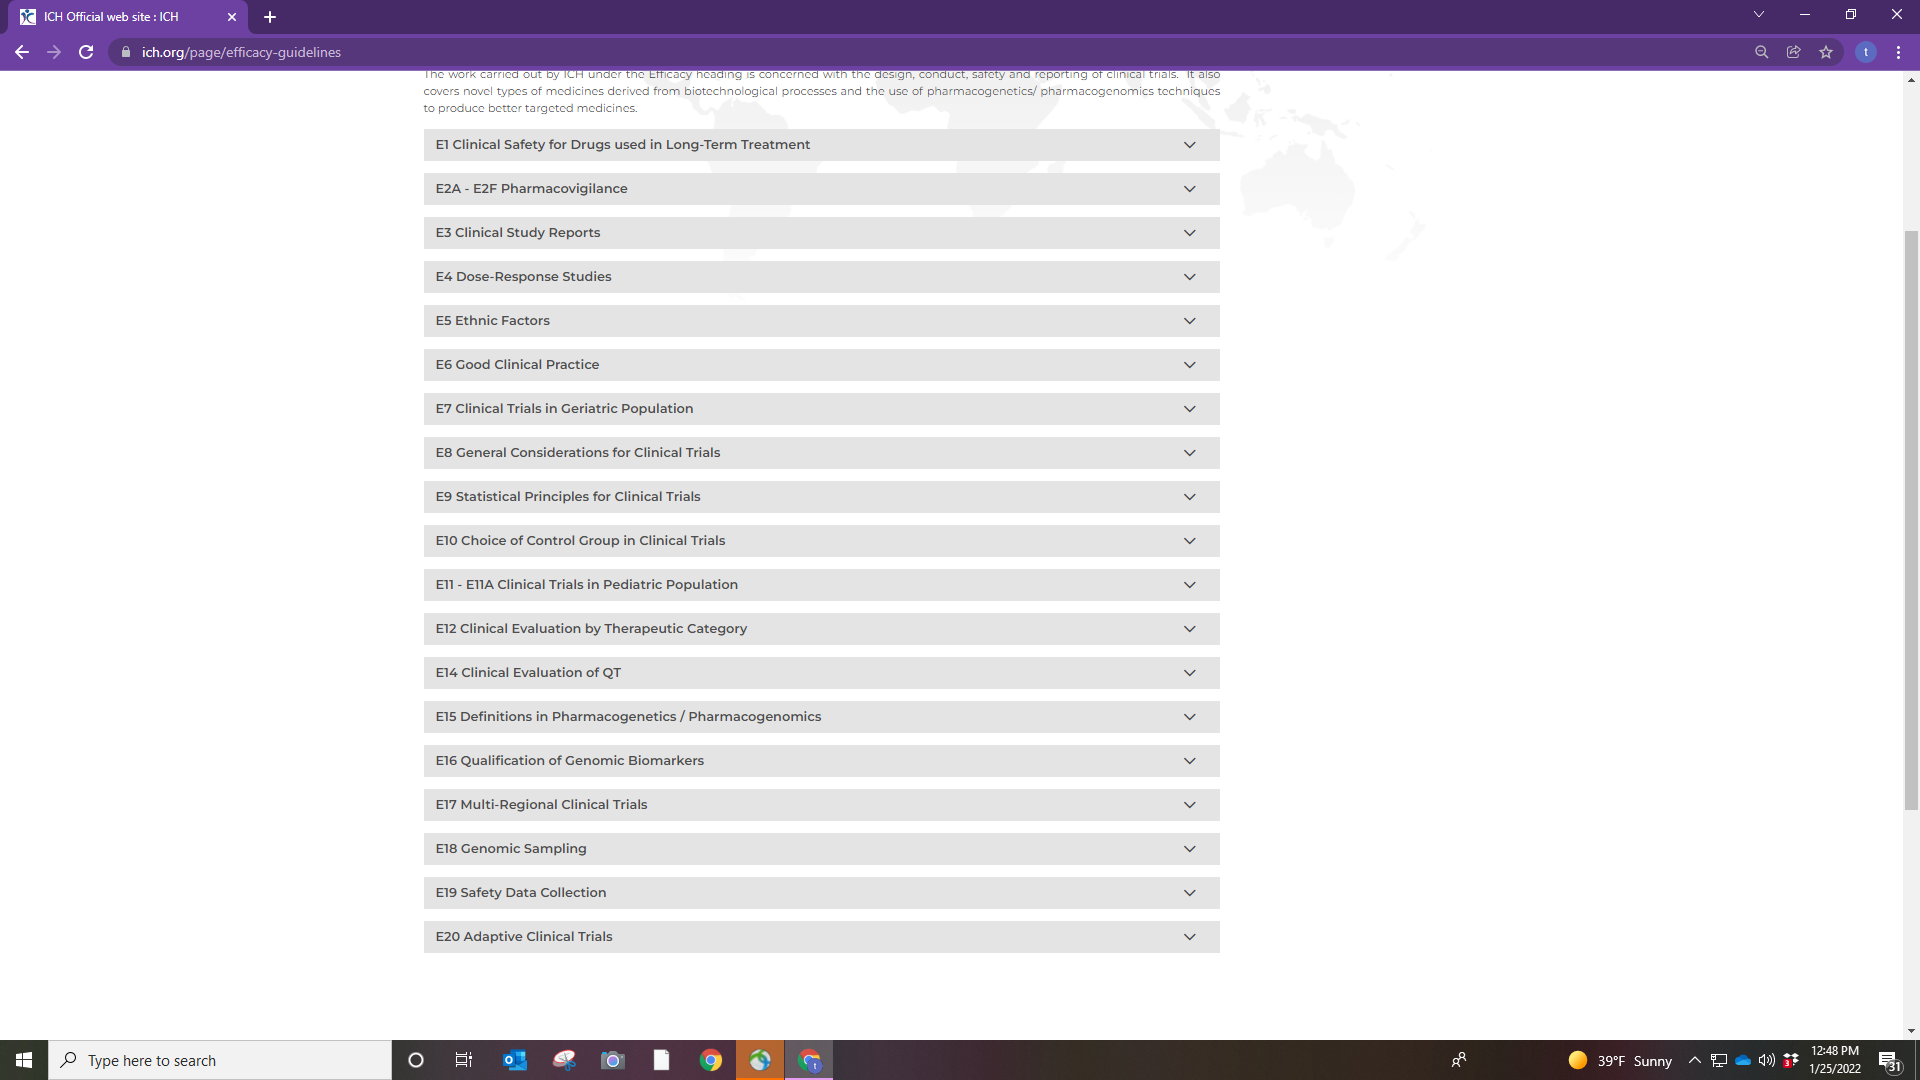 ICH Official web site : ICH
ich.org/page/efficacy-guidelines
t
The work carried out by ICH under the Efficacy heading is concerned with the design, conduct, safety and reporting of clinical trials. It also
covers novel types of medicines derived from biotechnological processes and the use of pharmacogenetics/ pharmacogenomics techniques
to produce better targeted medicines.
E1 Clinical Safety for Drugs used in Long-Term Treatment
E2A - E2F Pharmacovigilance
E3 Clinical Study Reports
E4 Dose-Response Studies
E5 Ethnic Factors
E6 Good Clinical Practice
E7 Clinical Trials in Geriatric Population
E8 General Considerations for Clinical Trials
E9 Statistical Principles for Clinical Trials
E10 Choice of Control Group in Clinical Trials
E11 - E11A Clinical Trials in Pediatric Population
E12 Clinical Evaluation by Therapeutic Category
E14 Clinical Evaluation of QT
E15 Definitions in Pharmacogenetics / Pharmacogenomics
E16 Qualification of Genomic Biomarkers
E17 Multi-Regional Clinical Trials
E18 Genomic Sampling
E19 Safety Data Collection
E20 Adaptive Clinical Trials
Type here to search
39°F Sunny
12:48 PM
1/25/2022
31